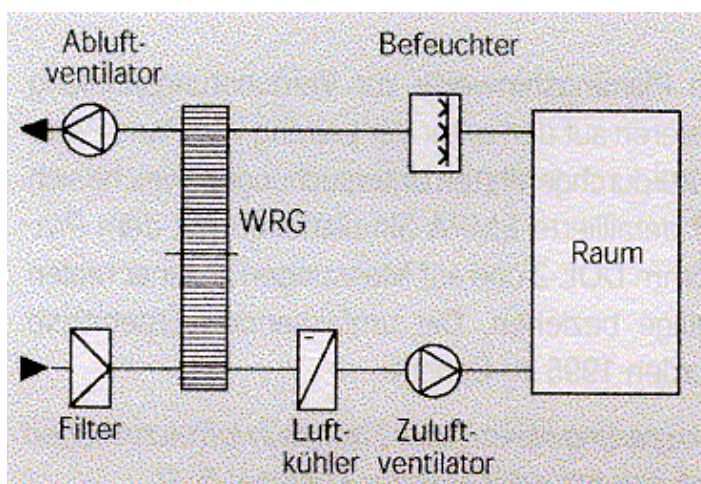 Abluft-
ventilator
Befeuchter
WRG
Raum
Filter
Luft-
kühler
Zuluft-
ventilator